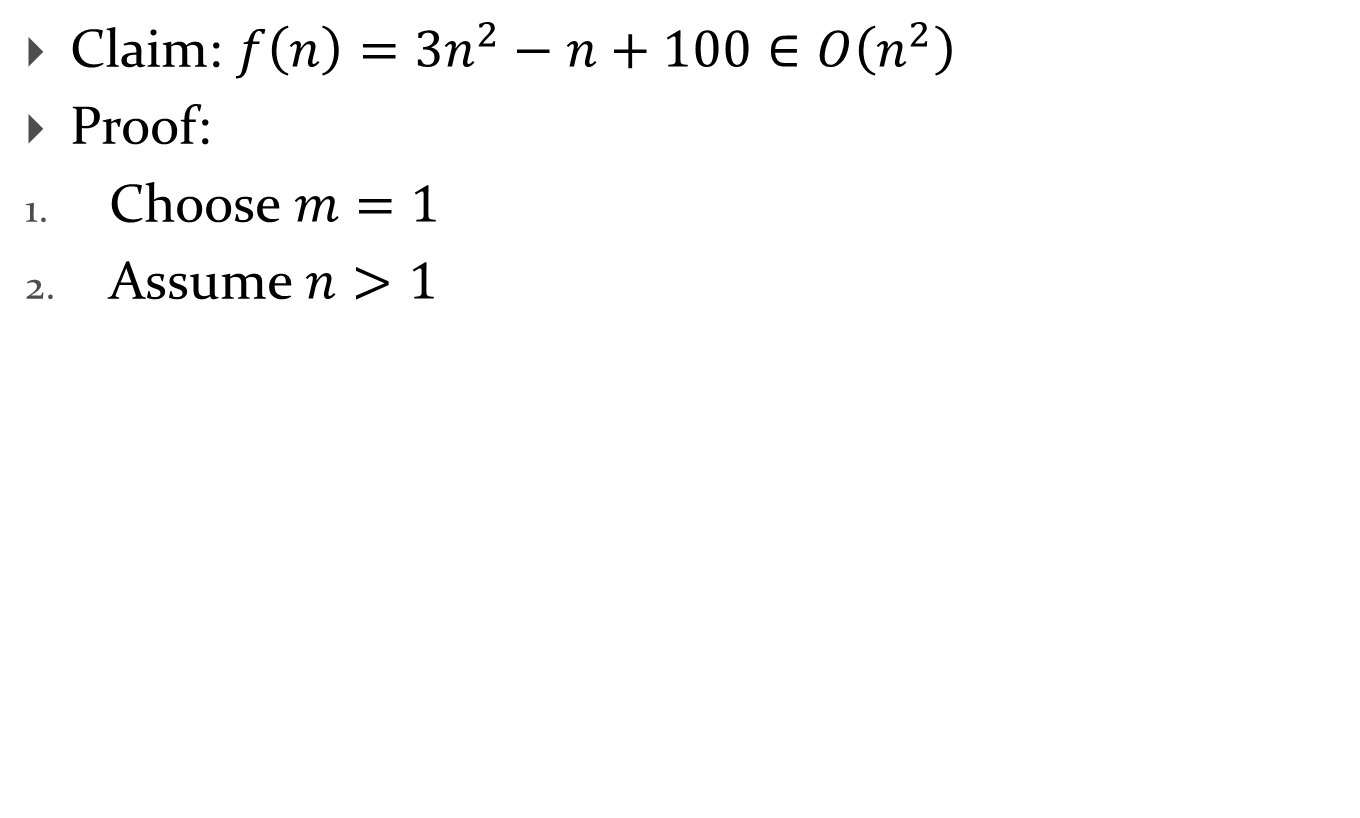 Claim: 𝑓(𝑛) = 3𝑛² − 𝑛 + 100 ∈ 𝑂(𝑛²)
Proof:
1. Choose 𝑚 = 1
2. Assume 𝑛 > 1